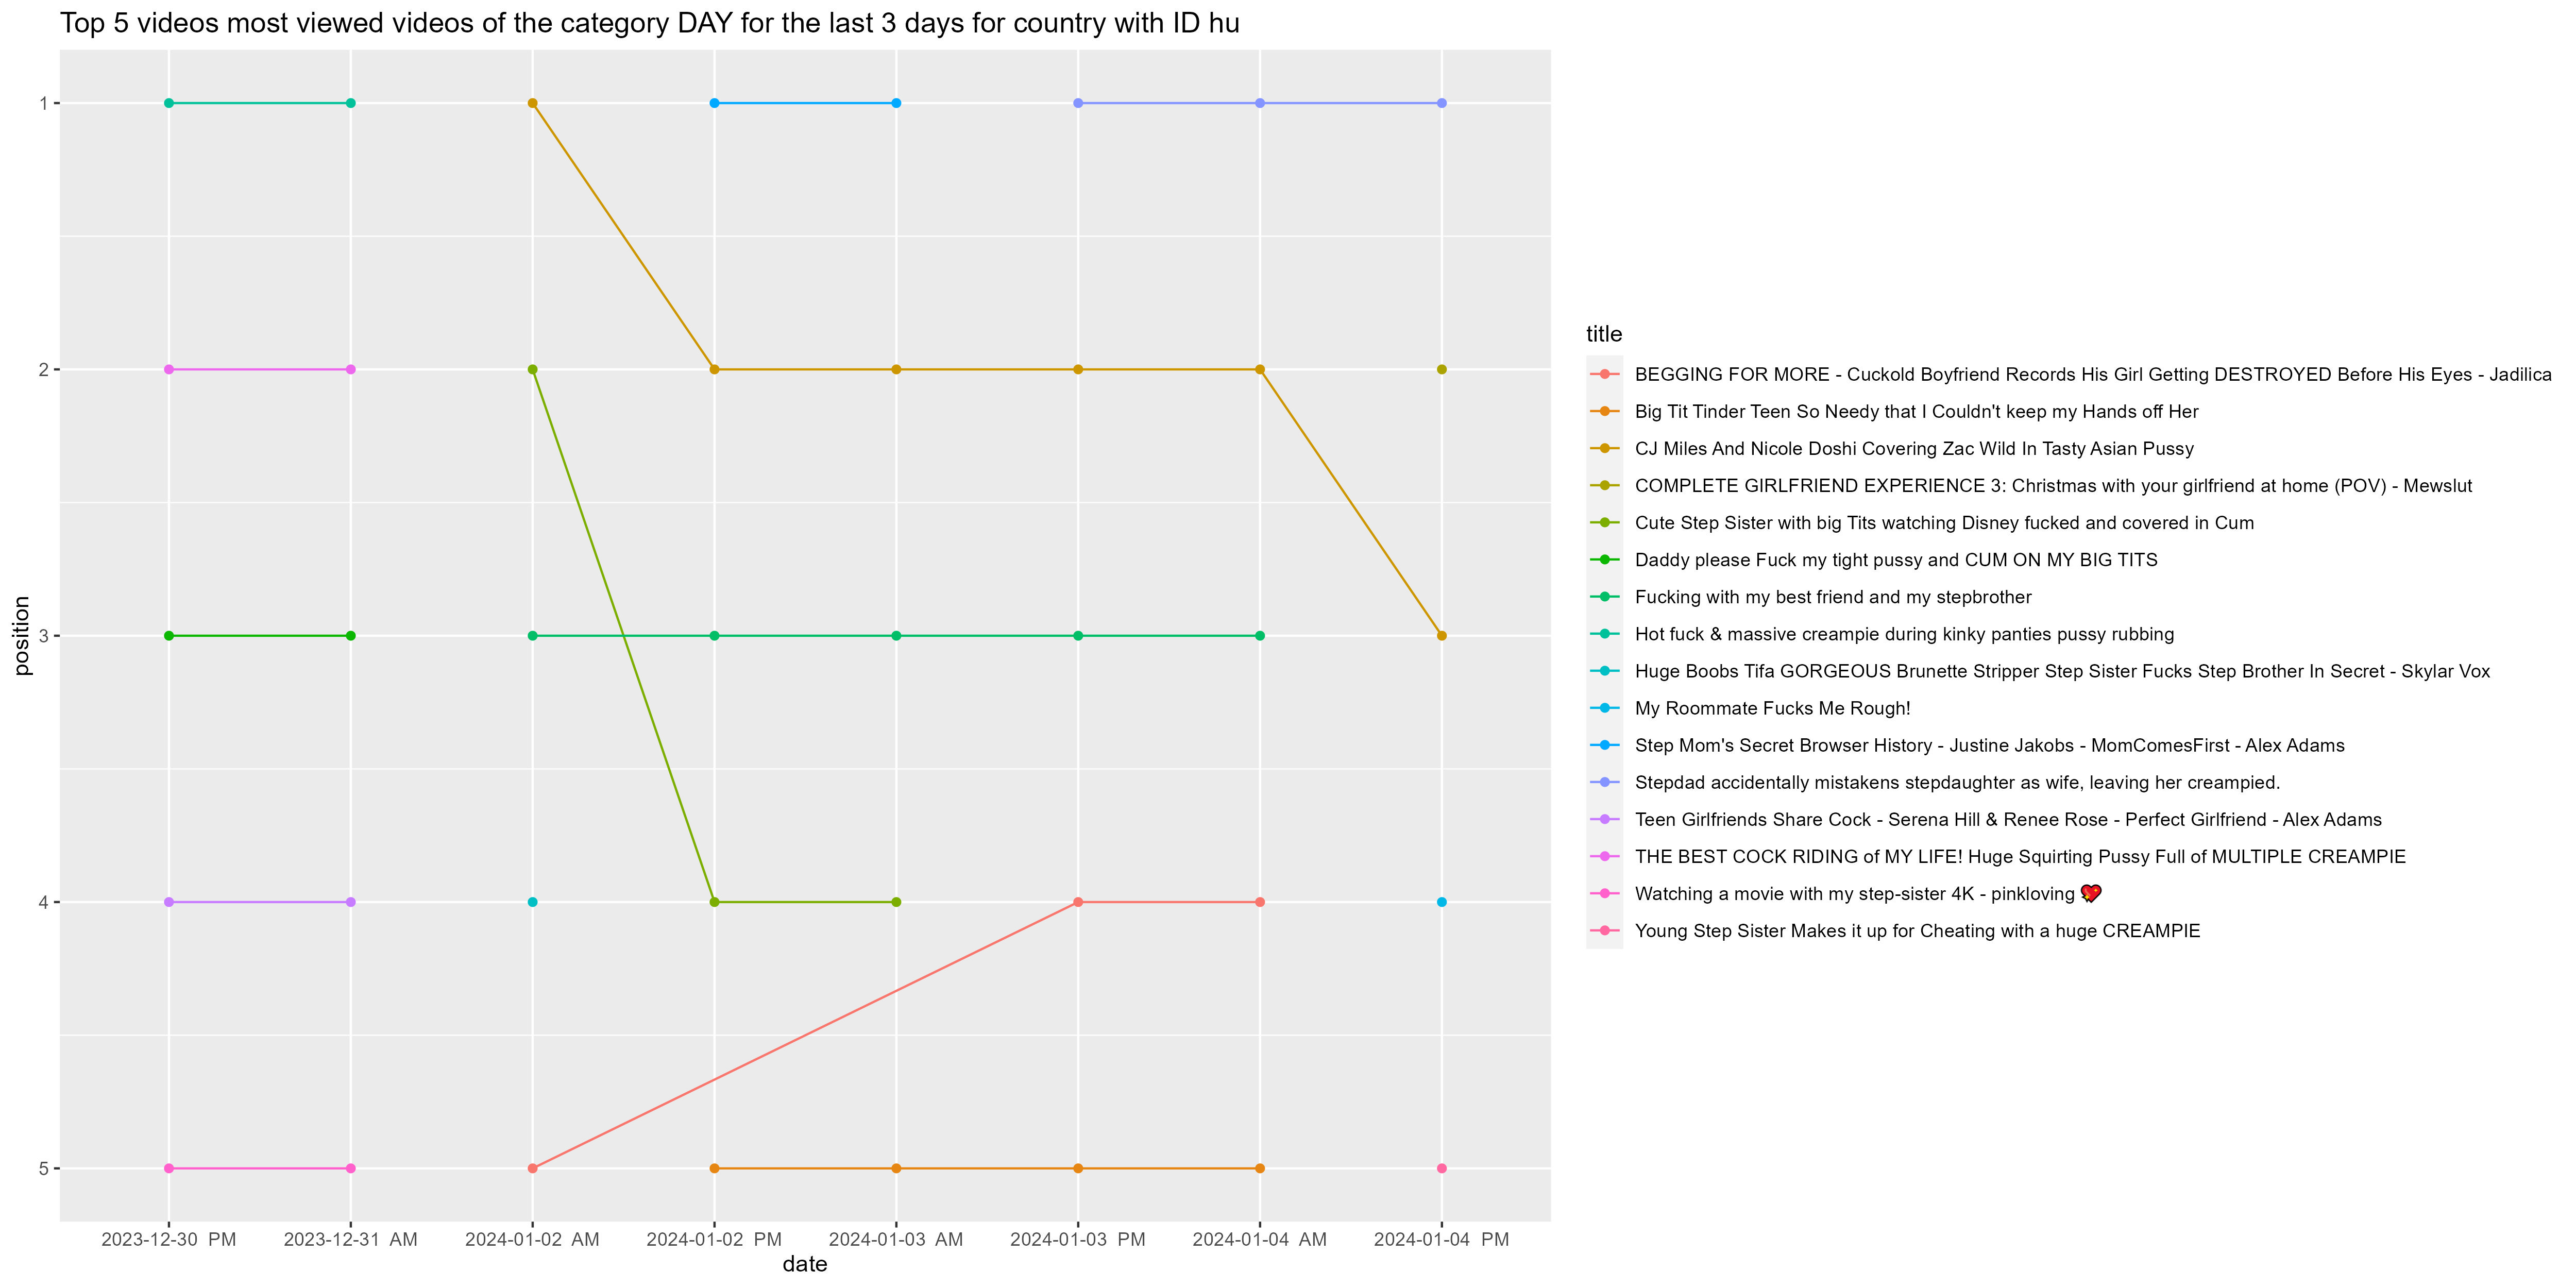 Top 5 videos most viewed videos of the category DAY for the last 3 days for country with ID hu
1
2
3
4
5
position
2023-12-30 PM
2023-12-31 AM
2024-01-02 AM
2024-01-02 PM
2024-01-03 AM
2024-01-03 PM
2024-01-04 AM
2024-01-04 PM
date
title
BEGGING FOR MORE - Cuckold Boyfriend Records His Girl Getting DESTROYED Before His Eyes - Jadilica
Big Tit Tinder Teen So Needy that I Couldn't keep my Hands off Her
CJ Miles And Nicole Doshi Covering Zac Wild In Tasty Asian Pussy
COMPLETE GIRLFRIEND EXPERIENCE 3: Christmas with your girlfriend at home (POV) - Mewslut
Cute Step Sister with big Tits watching Disney fucked and covered in Cum
Daddy please Fuck my tight pussy and CUM ON MY BIG TITS
Fucking with my best friend and my stepbrother
Hot fuck & massive creampie during kinky panties pussy rubbing
Huge Boobs Tifa GORGEOUS Brunette Stripper Step Sister Fucks Step Brother In Secret - Skylar Vox
My Roommate Fucks Me Rough!
Step Mom's Secret Browser History - Justine Jakobs - MomComesFirst - Alex Adams
Stepdad accidentally mistakens stepdaughter as wife, leaving her creampied.
Teen Girlfriends Share Cock - Serena Hill & Renee Rose - Perfect Girlfriend - Alex Adams
THE BEST COCK RIDING of MY LIFE! Huge Squirting Pussy Full of MULTIPLE CREAMPIE
Watching a movie with my step-sister 4K - pinkloving 💖
Young Step Sister Makes it up for Cheating with a huge CREAMPIE